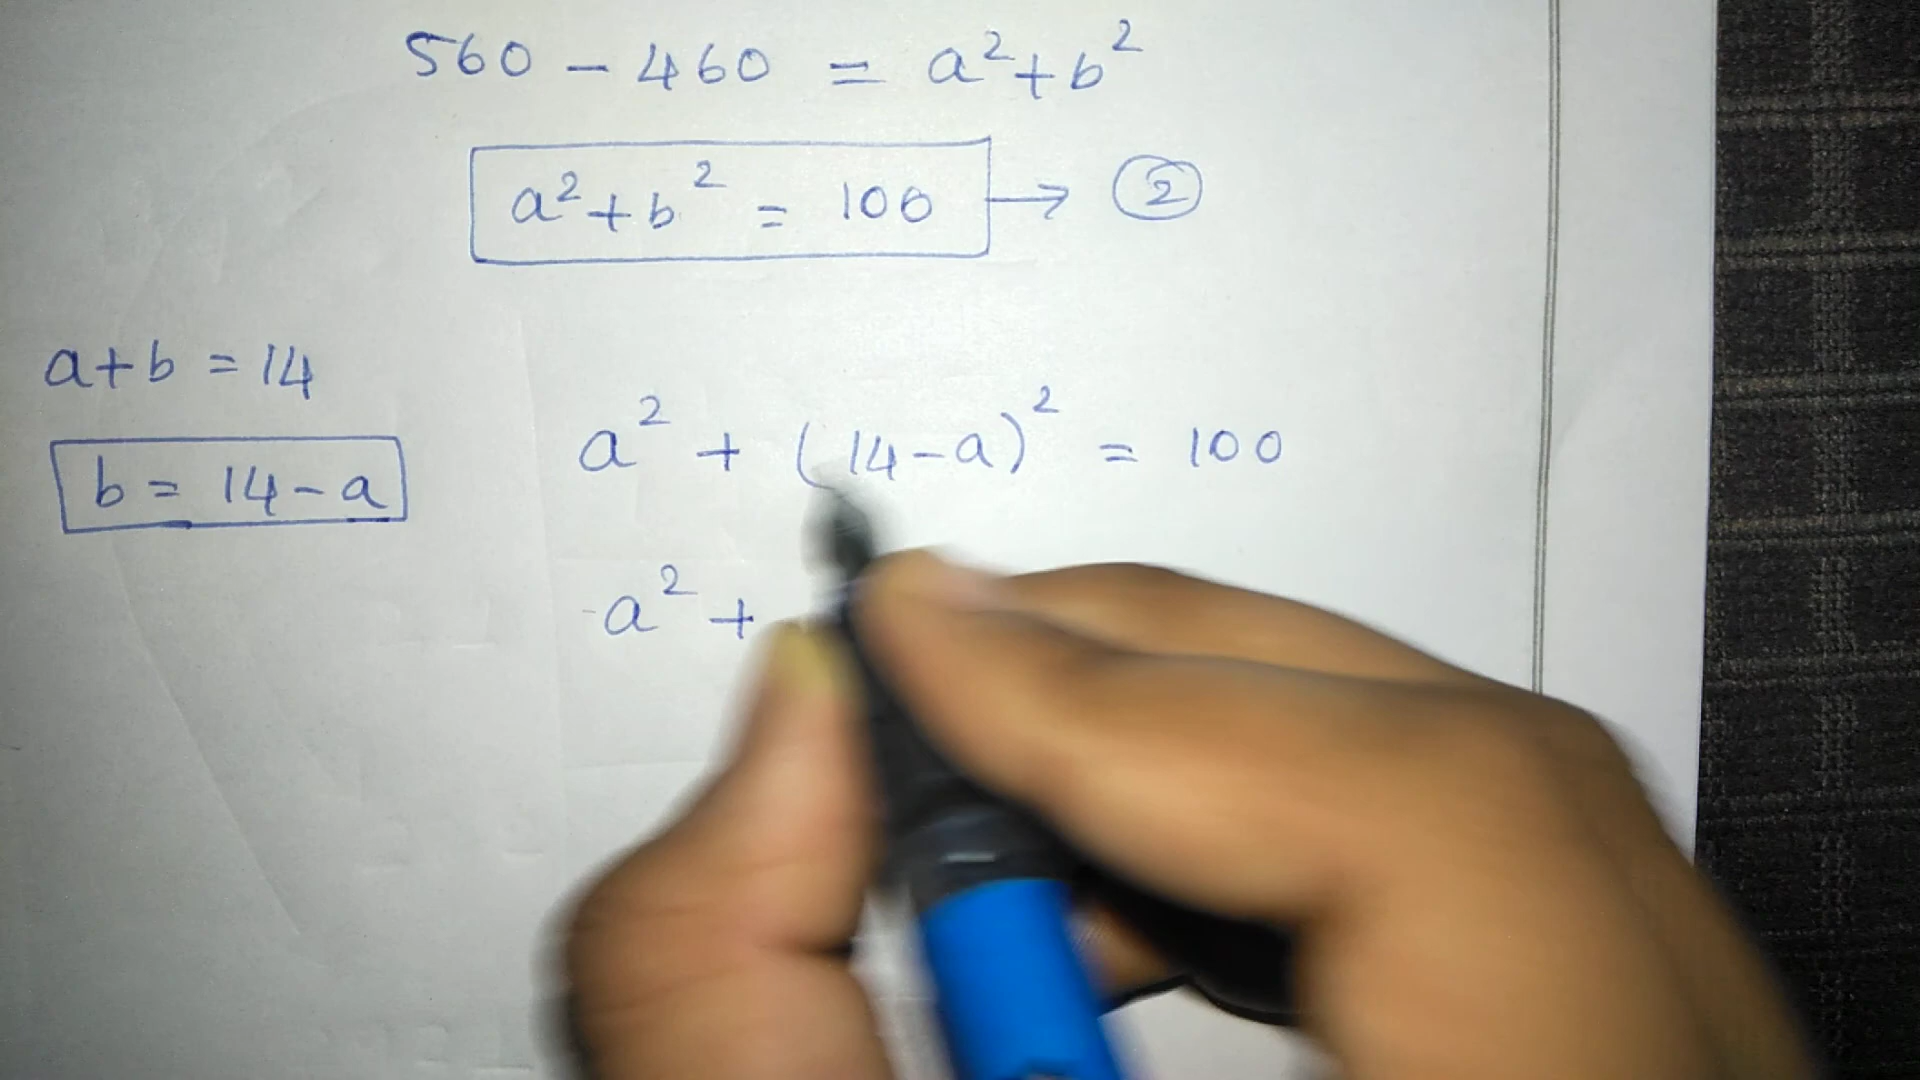 560 - 460 = a²+b²
a²+b² = 100 → ②
a+b = 14
b = 14-a
a² + (14-a)² = 100
a² +